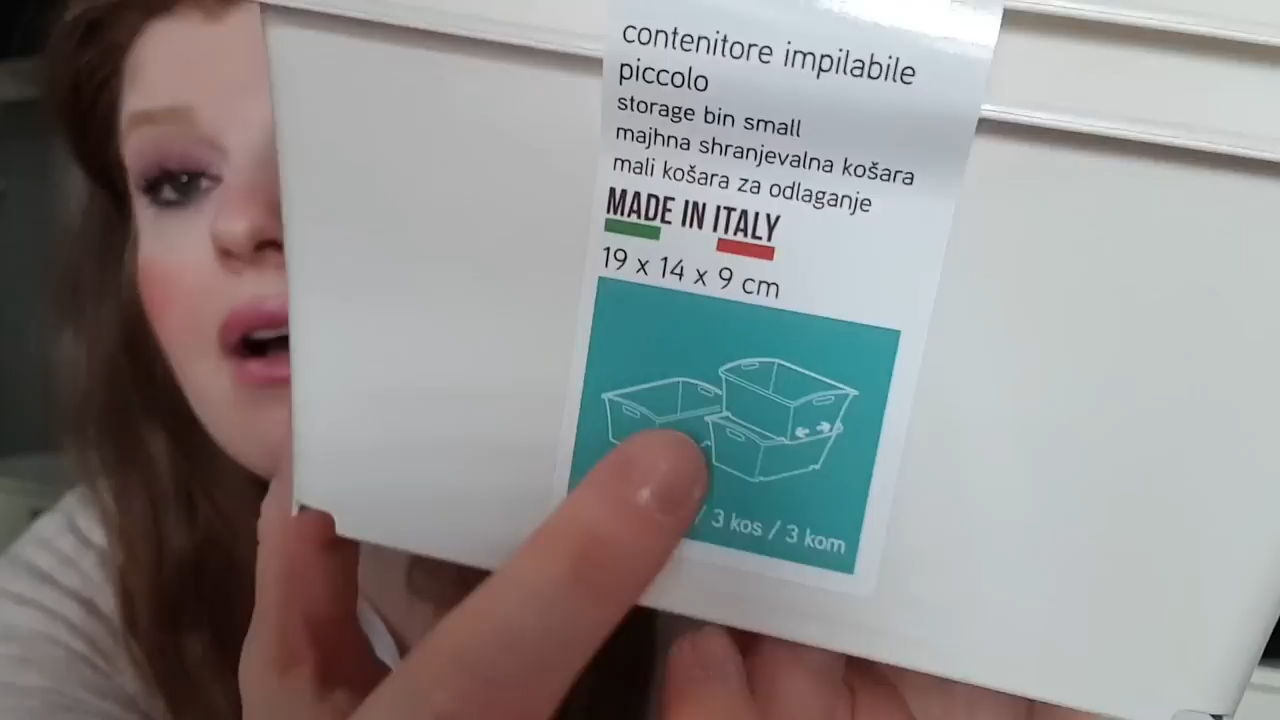 contenitore impilabile
piccolo
storage bin small
majhna shranjevalna košara
mali košara za odlaganje
MADE IN ITALY
19 x 14 x 9 cm
/ 3 kos / 3 kom